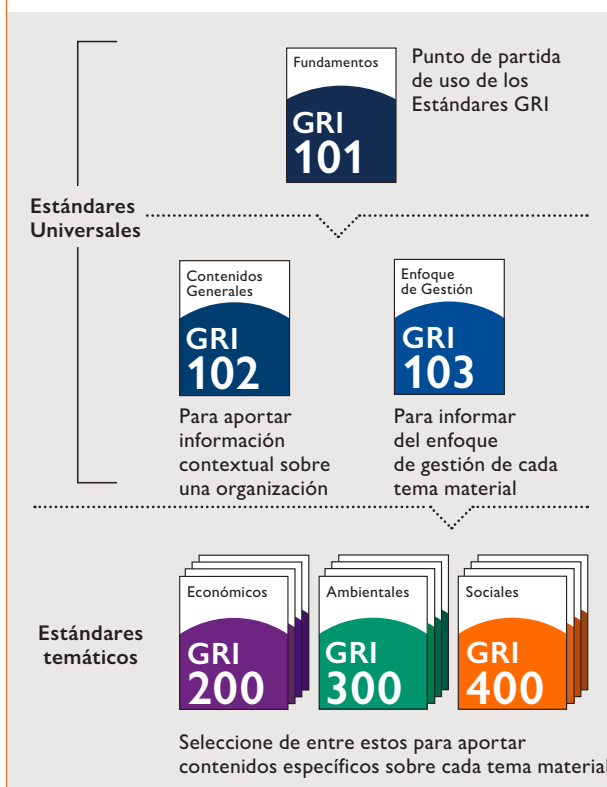 Fundamentos
GRI
101
Punto de partida
de uso de los
Estándares GRI
Estándares
Universales
Contenidos
Generales
GRI
102
Enfoque
de Gestión
GRI
103
Para aportar
información
contextual sobre
una organización
Para informar
del enfoque
de gestión de cada
tema material
Estándares
temáticos
Económicos
GRI
200
Ambientales
GRI
300
Sociales
GRI
400
Seleccione de entre estos para aportar
contenidos específicos sobre cada tema material